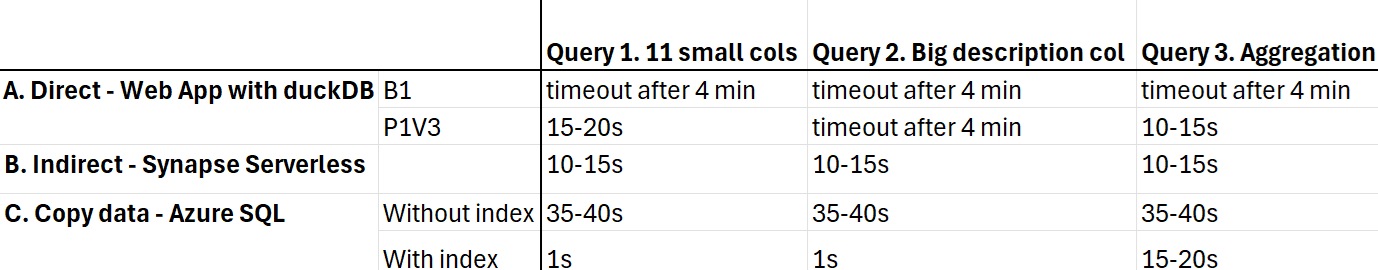 Query 1. 11 small cols Query 2. Big description col Query 3. Aggregation
A. Direct - Web App with duckDB B1 timeout after 4 min timeout after 4 min timeout after 4 min
P1V3 15-20s timeout after 4 min 10-15s
B. Indirect - Synapse Serverless 10-15s 10-15s 10-15s
C. Copy data - Azure SQL Without index 35-40s 35-40s 35-40s
With index 1s 1s 15-20s